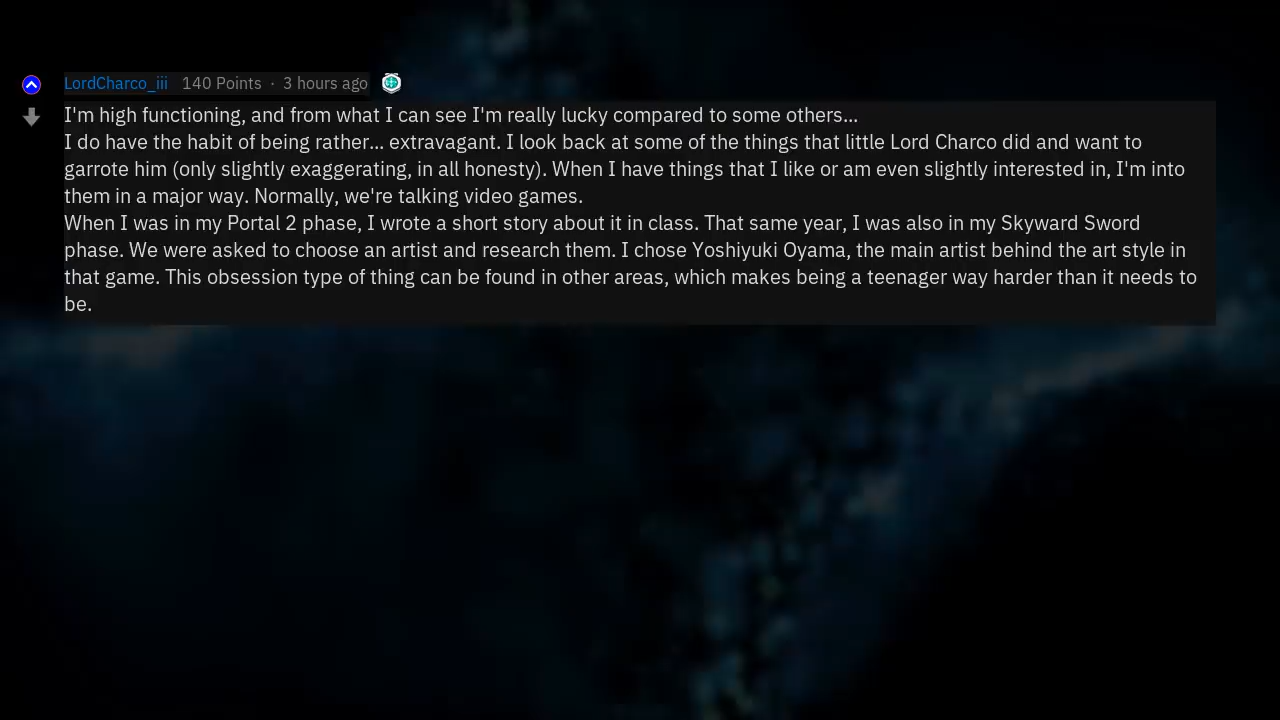 LordCharco_iii 140 Points · 3 hours ago
I'm high functioning, and from what I can see I'm really lucky compared to some others...
I do have the habit of being rather... extravagant. I look back at some of the things that little Lord Charco did and want to
garrote him (only slightly exaggerating, in all honesty). When I have things that I like or am even slightly interested in, I'm into
them in a major way. Normally, we're talking video games.
When I was in my Portal 2 phase, I wrote a short story about it in class. That same year, I was also in my Skyward Sword
phase. We were asked to choose an artist and research them. I chose Yoshiyuki Oyama, the main artist behind the art style in
that game. This obsession type of thing can be found in other areas, which makes being a teenager way harder than it needs to
be.